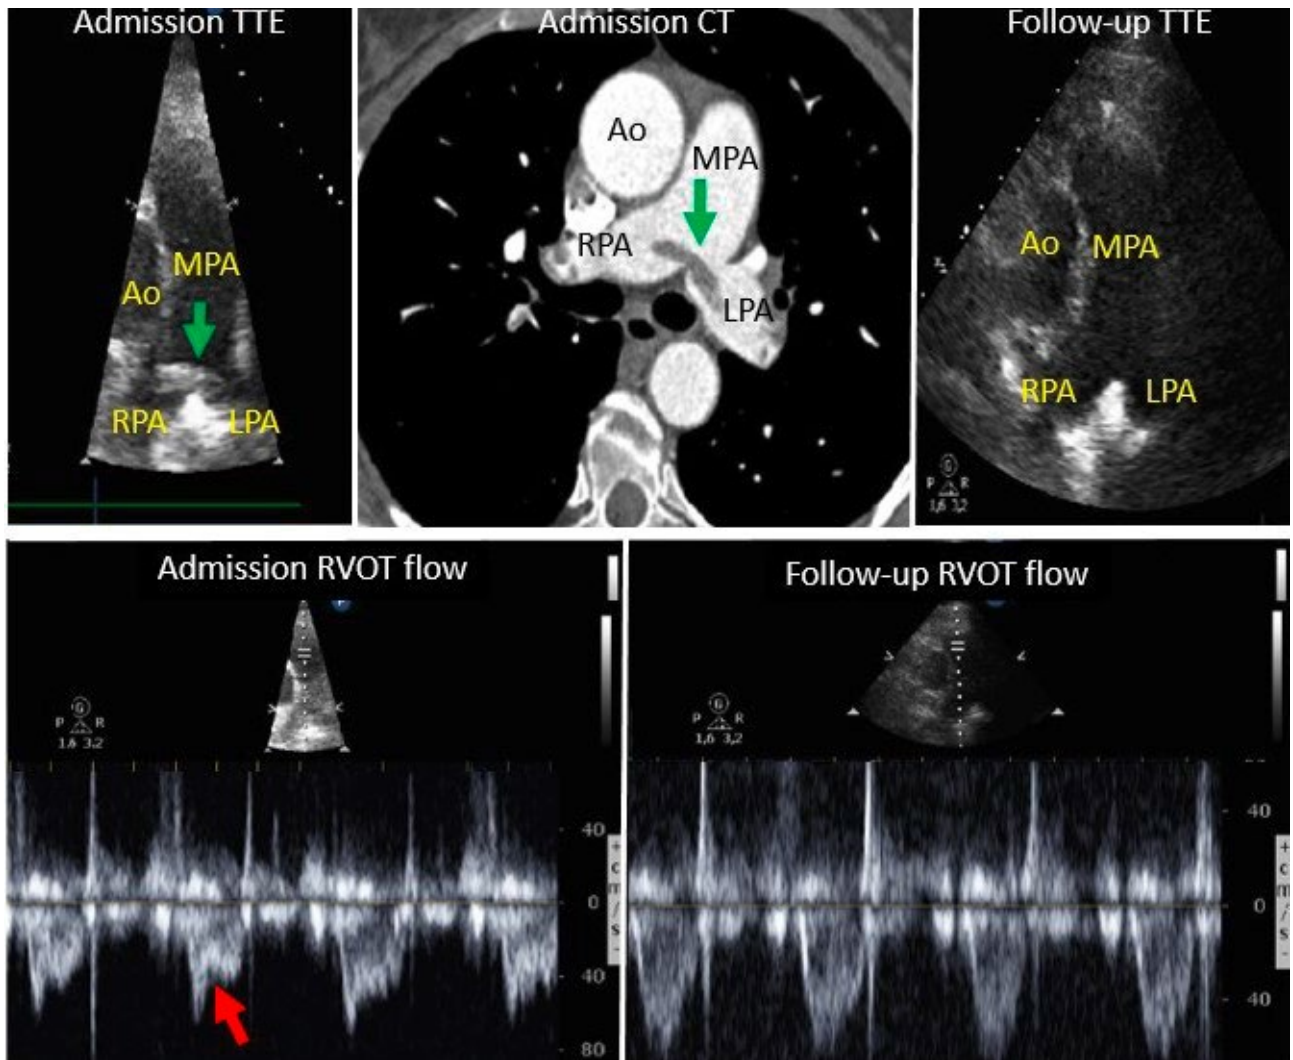 Admission TTE
Admission CT
Follow-up TTE
Ao
MPA
RPA
LPA
MPA
Ao
RPA
LPA
Ao
MPA
RPA
LPA
G
P R
1,6 3,2
Admission RVOT flow
G
P R
1,6 3,2
40
0
40
80
+
c
m
/
s
-
Follow-up RVOT flow
G
P R
1,6 3,2
40
0
40
+
c
m
/
s
-